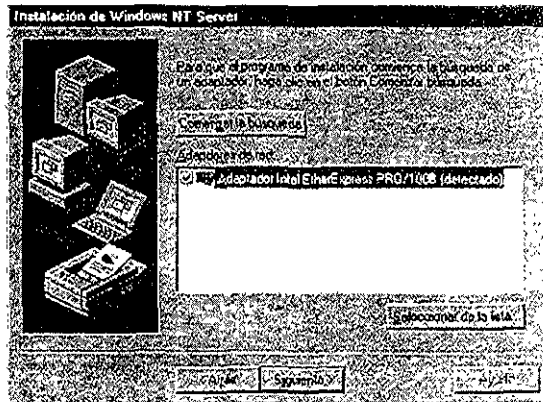 Instalación de Windows NT Server
Para que el programa de instalación comience la búsqueda de
un adaptador, haga clic en el botón Comenzar búsqueda.
Comenzar la búsqueda
Adaptadores de red:
Adaptador Intel EtherExpress PRO/100B (detectado)
Seleccionar de la lista...
< Atrás
Siguiente >